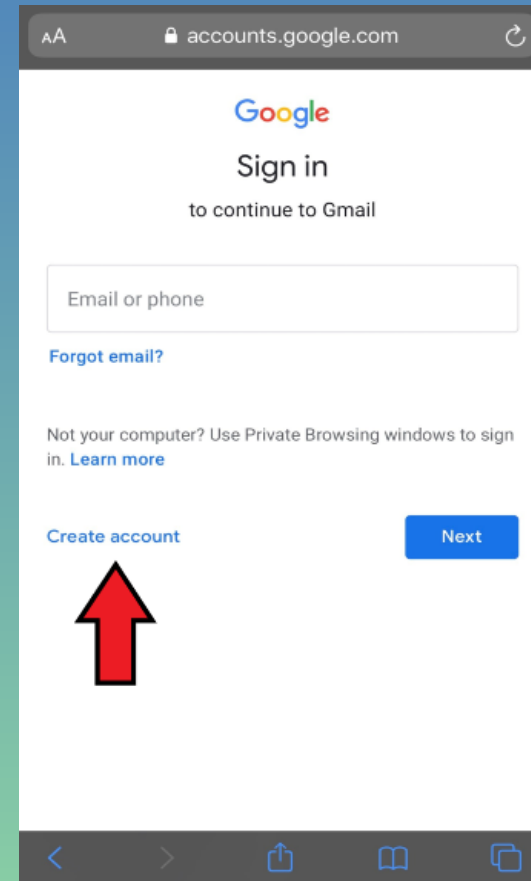 AA accounts.google.com
Google
Sign in
to continue to Gmail
Email or phone
Forgot email?
Not your computer? Use Private Browsing windows to sign
in. Learn more
Create account Next